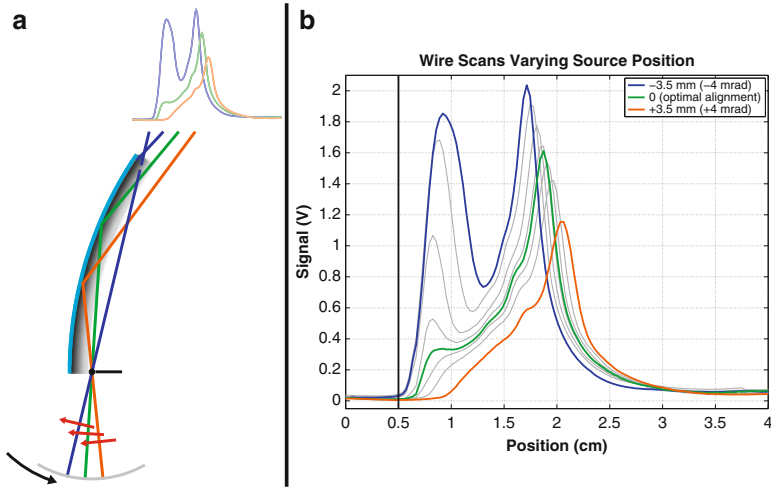 a
b
Wire Scans Varying Source Position
−3.5 mm (−4 mrad)
0 (optimal alignment)
+3.5 mm (+4 mrad)
Signal (V)
2
1.8
1.6
1.4
1.2
1
0.8
0.6
0.4
0.2
0
0 0.5 1 1.5 2 2.5 3 3.5 4
Position (cm)